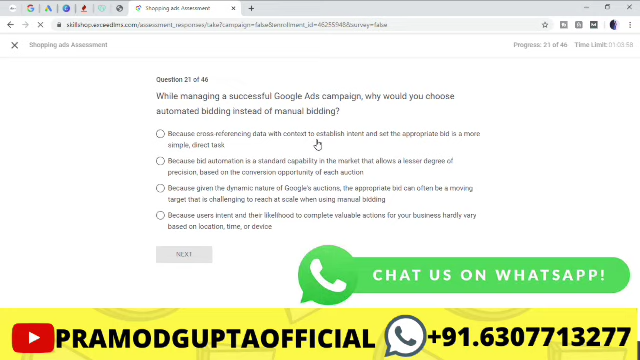 Shopping ads Assessment
skillshop.exceedlms.com/assessment_responses/take?campaign=false&enrollment_id=46255948&survey=false
Shopping ads Assessment
Progress: 21 of 46
Time Limit: 01:03:58
Question 21 of 46
While managing a successful Google Ads campaign, why would you choose
automated bidding instead of manual bidding?
Because cross-referencing data with context to establish intent and set the appropriate bid is a more
simple, direct task
Because bid automation is a standard capability in the market that allows a lesser degree of
precision, based on the conversion opportunity of each auction
Because given the dynamic nature of Google's auctions, the appropriate bid can often be a moving
target that is challenging to reach at scale when using manual bidding
Because users intent and their likelihood to complete valuable actions for your business hardly vary
based on location, time, or device
NEXT
CHAT US ON WHATSAPP!
PRAMODGUPTAOFFICIAL
+91.6307713277